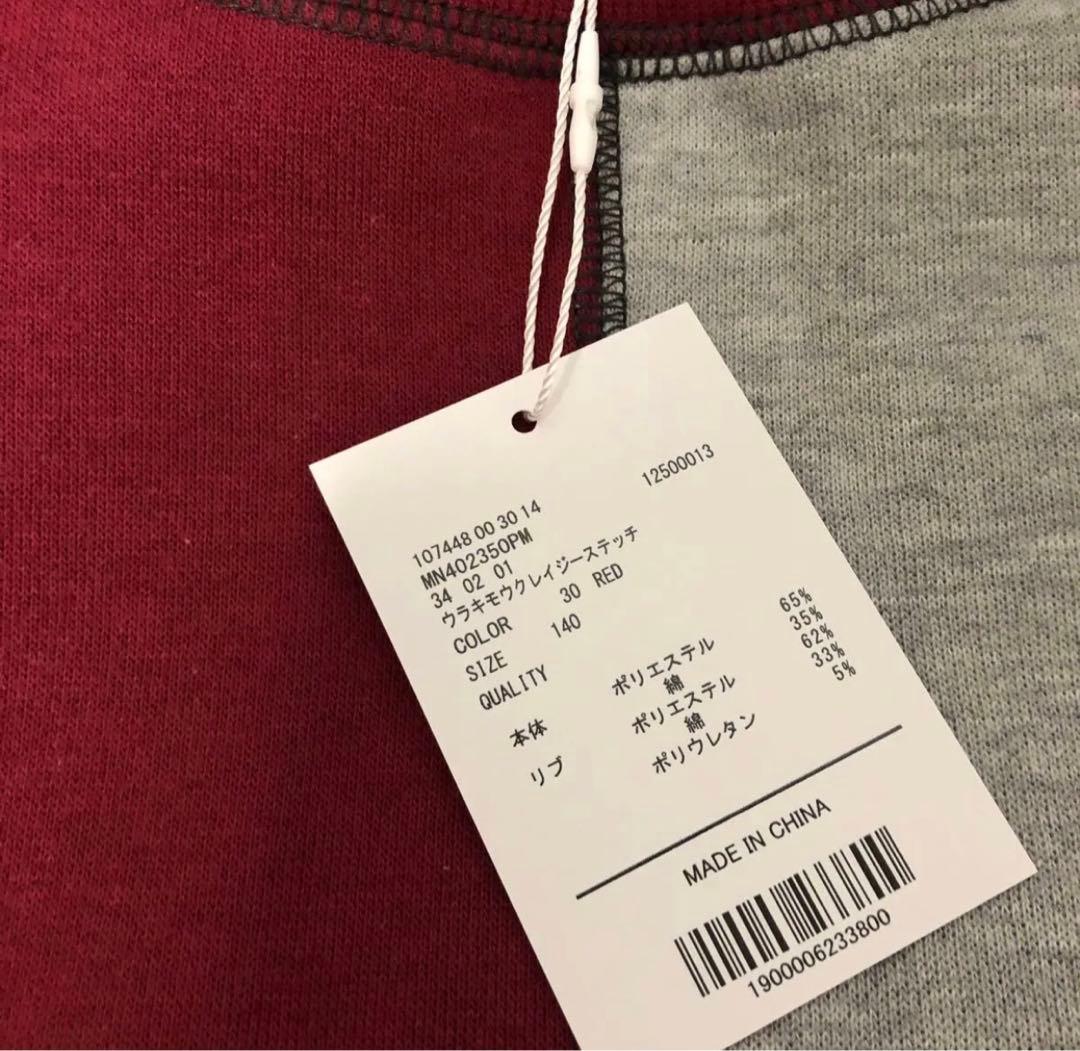 12500013
107448 00 30 14
MN402350PM
34 02 01
ウラキモウクレイジーステッチ
COLOR 30 RED
SIZE 140
QUALITY
本体 ポリエステル 65%
綿 35%
リブ ポリエステル 62%
綿 33%
ポリウレタン 5%
MADE IN CHINA
1900006233800